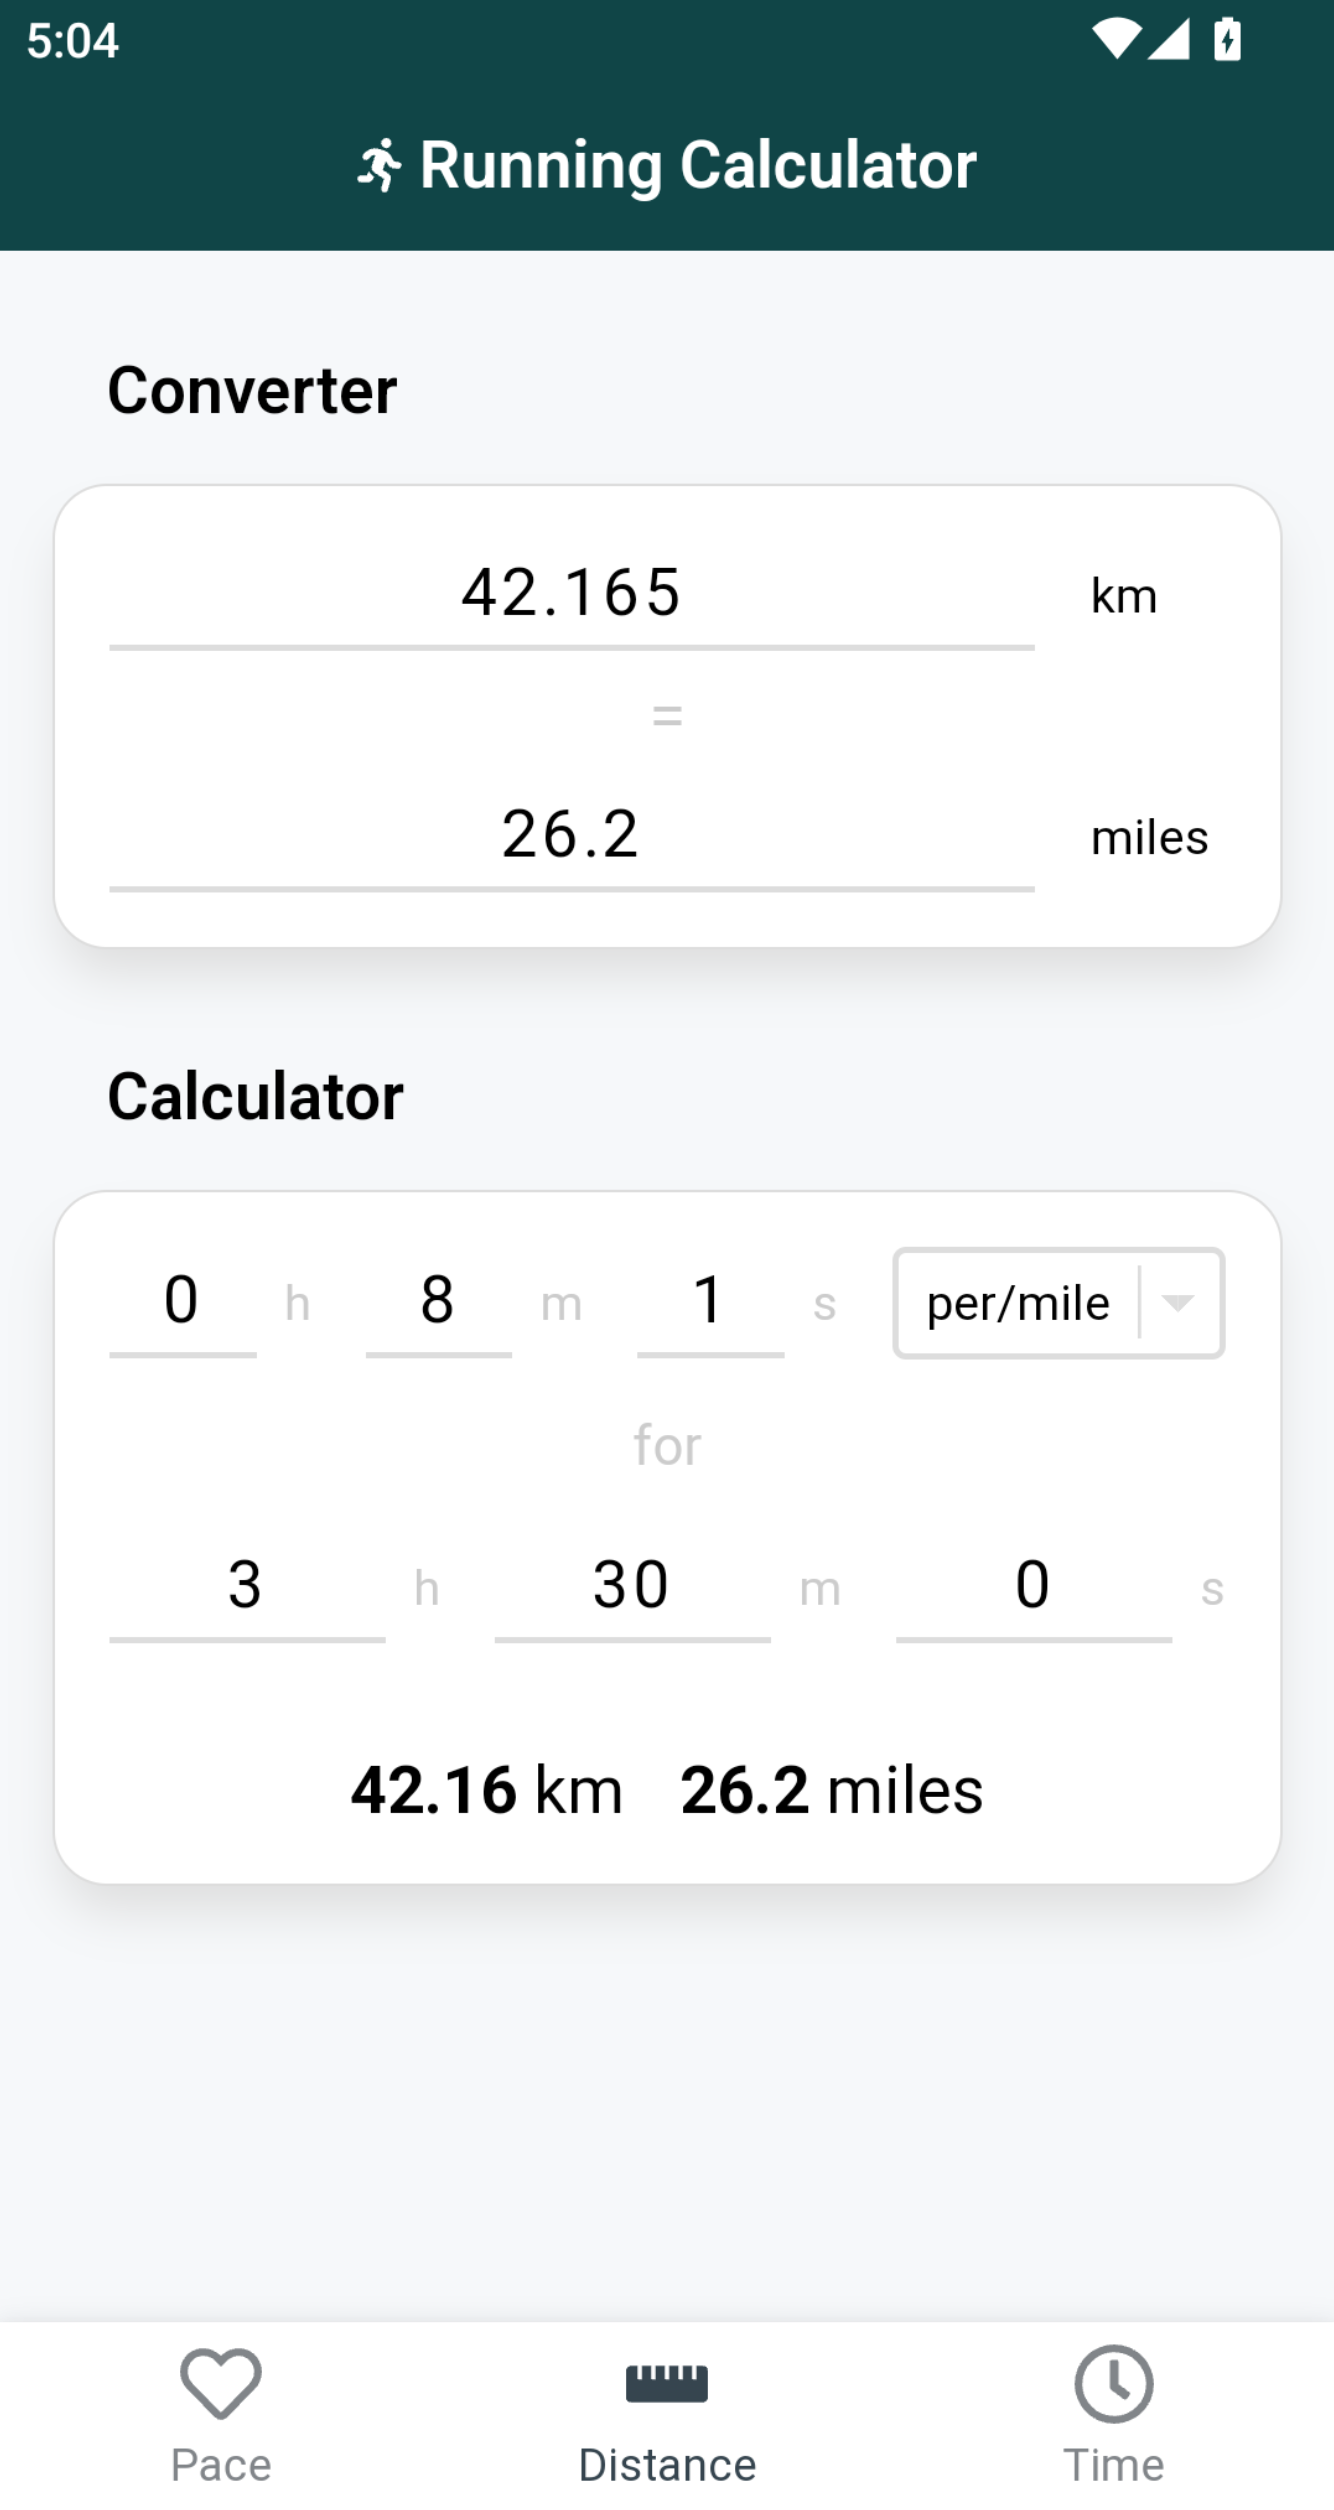 5:04
Running Calculator
Converter
42.165 km
=
26.2 miles
Calculator
0 h 8 m 1 s per/mile
for
3 h 30 m 0 s
42.16 km 26.2 miles
Pace Distance Time